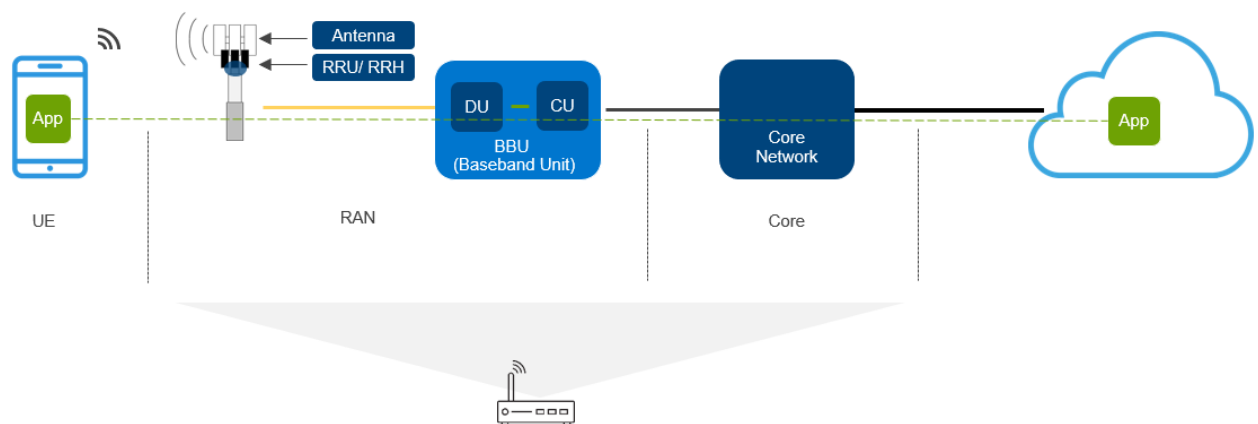 Antenna
RRU/ RRH
App
DU
CU
BBU
(Baseband Unit)
Core
Network
App
UE
RAN
Core